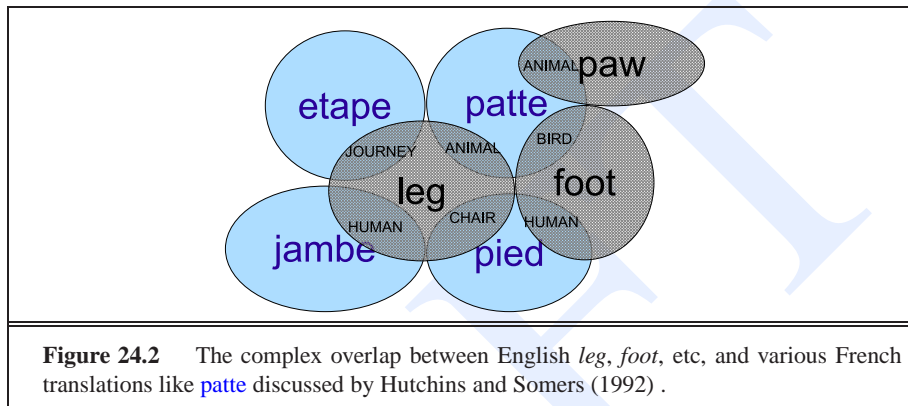 ANIMAL paw
etape patte
BIRD
JOURNEY ANIMAL
leg foot
HUMAN CHAIR HUMAN
jambe pied
Figure 24.2 The complex overlap between English leg, foot, etc, and various French
translations like patte discussed by Hutchins and Somers (1992) .